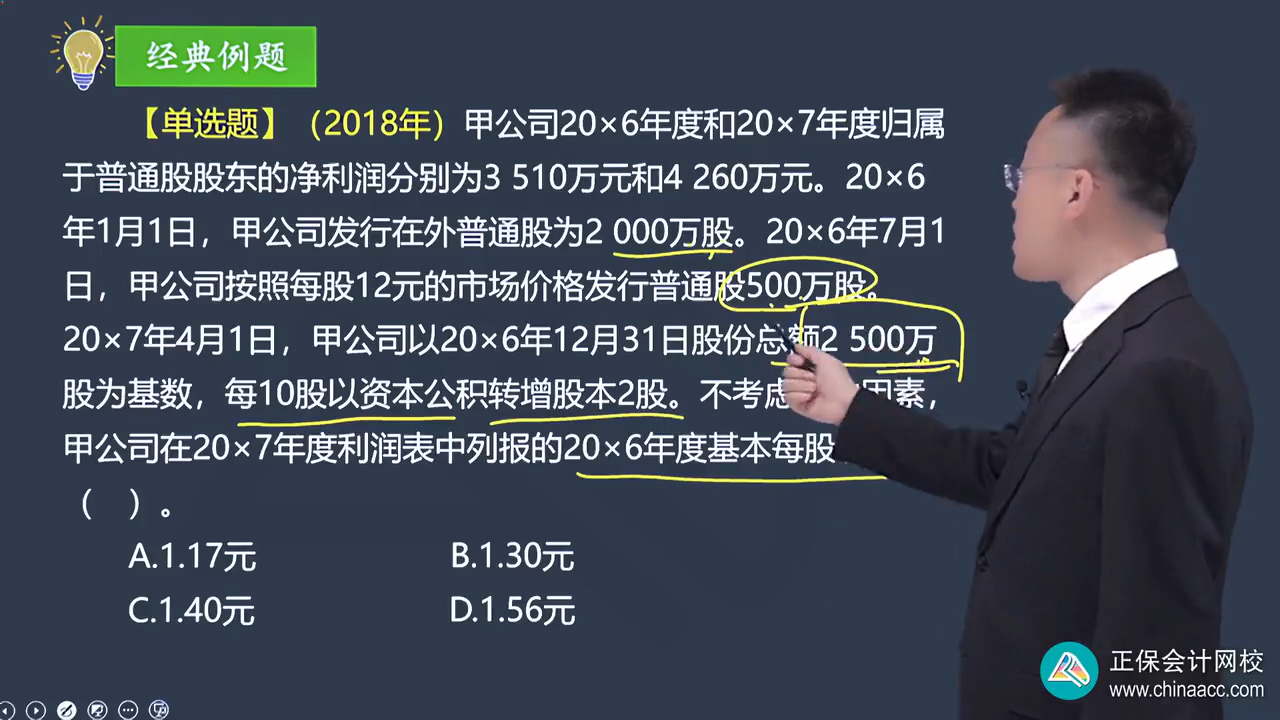 经典例题
【单选题】（2018年）甲公司20×6年度和20×7年度归属
于普通股股东的净利润分别为3 510万元和4 260万元。20×6
年1月1日，甲公司发行在外普通股为2 000万股。20×6年7月1
日，甲公司按照每股12元的市场价格发行普通股500万股。
20×7年4月1日，甲公司以20×6年12月31日股份总额2 500万
股为基数，每10股以资本公积转增股本2股。不考虑 因素，
甲公司在20×7年度利润表中列报的20×6年度基本每股
（ ）。
A.1.17元 B.1.30元
C.1.40元 D.1.56元
正保会计网校
www.chinaacc.com